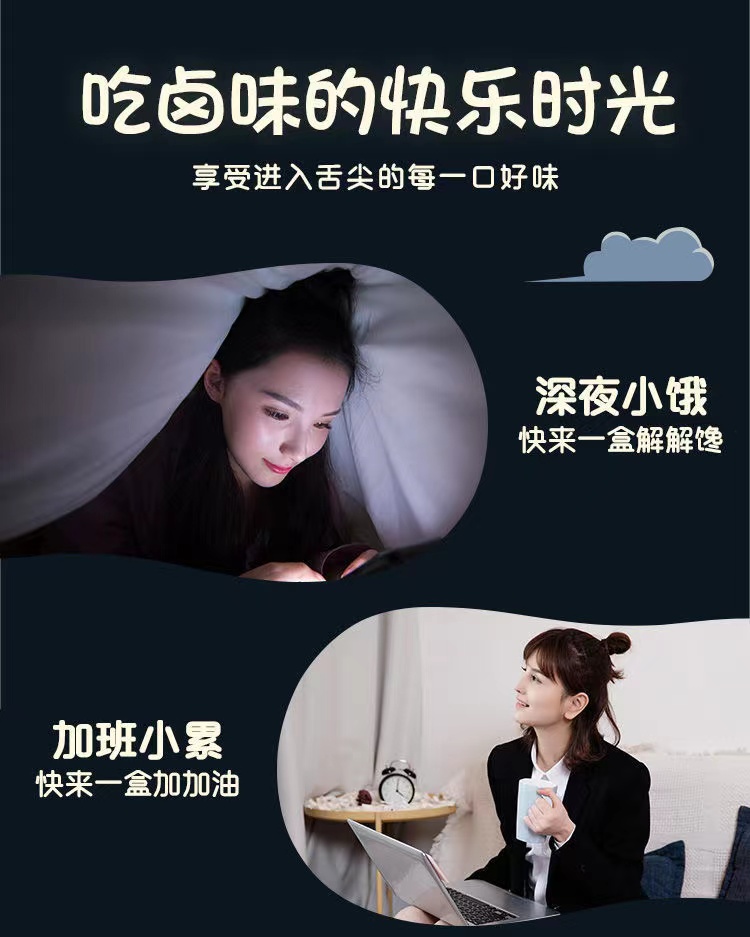 吃卤味的快乐时光
享受进入舌尖的每一口好味
深夜小饿
快来一盒解解馋
加班小累
快来一盒加加油